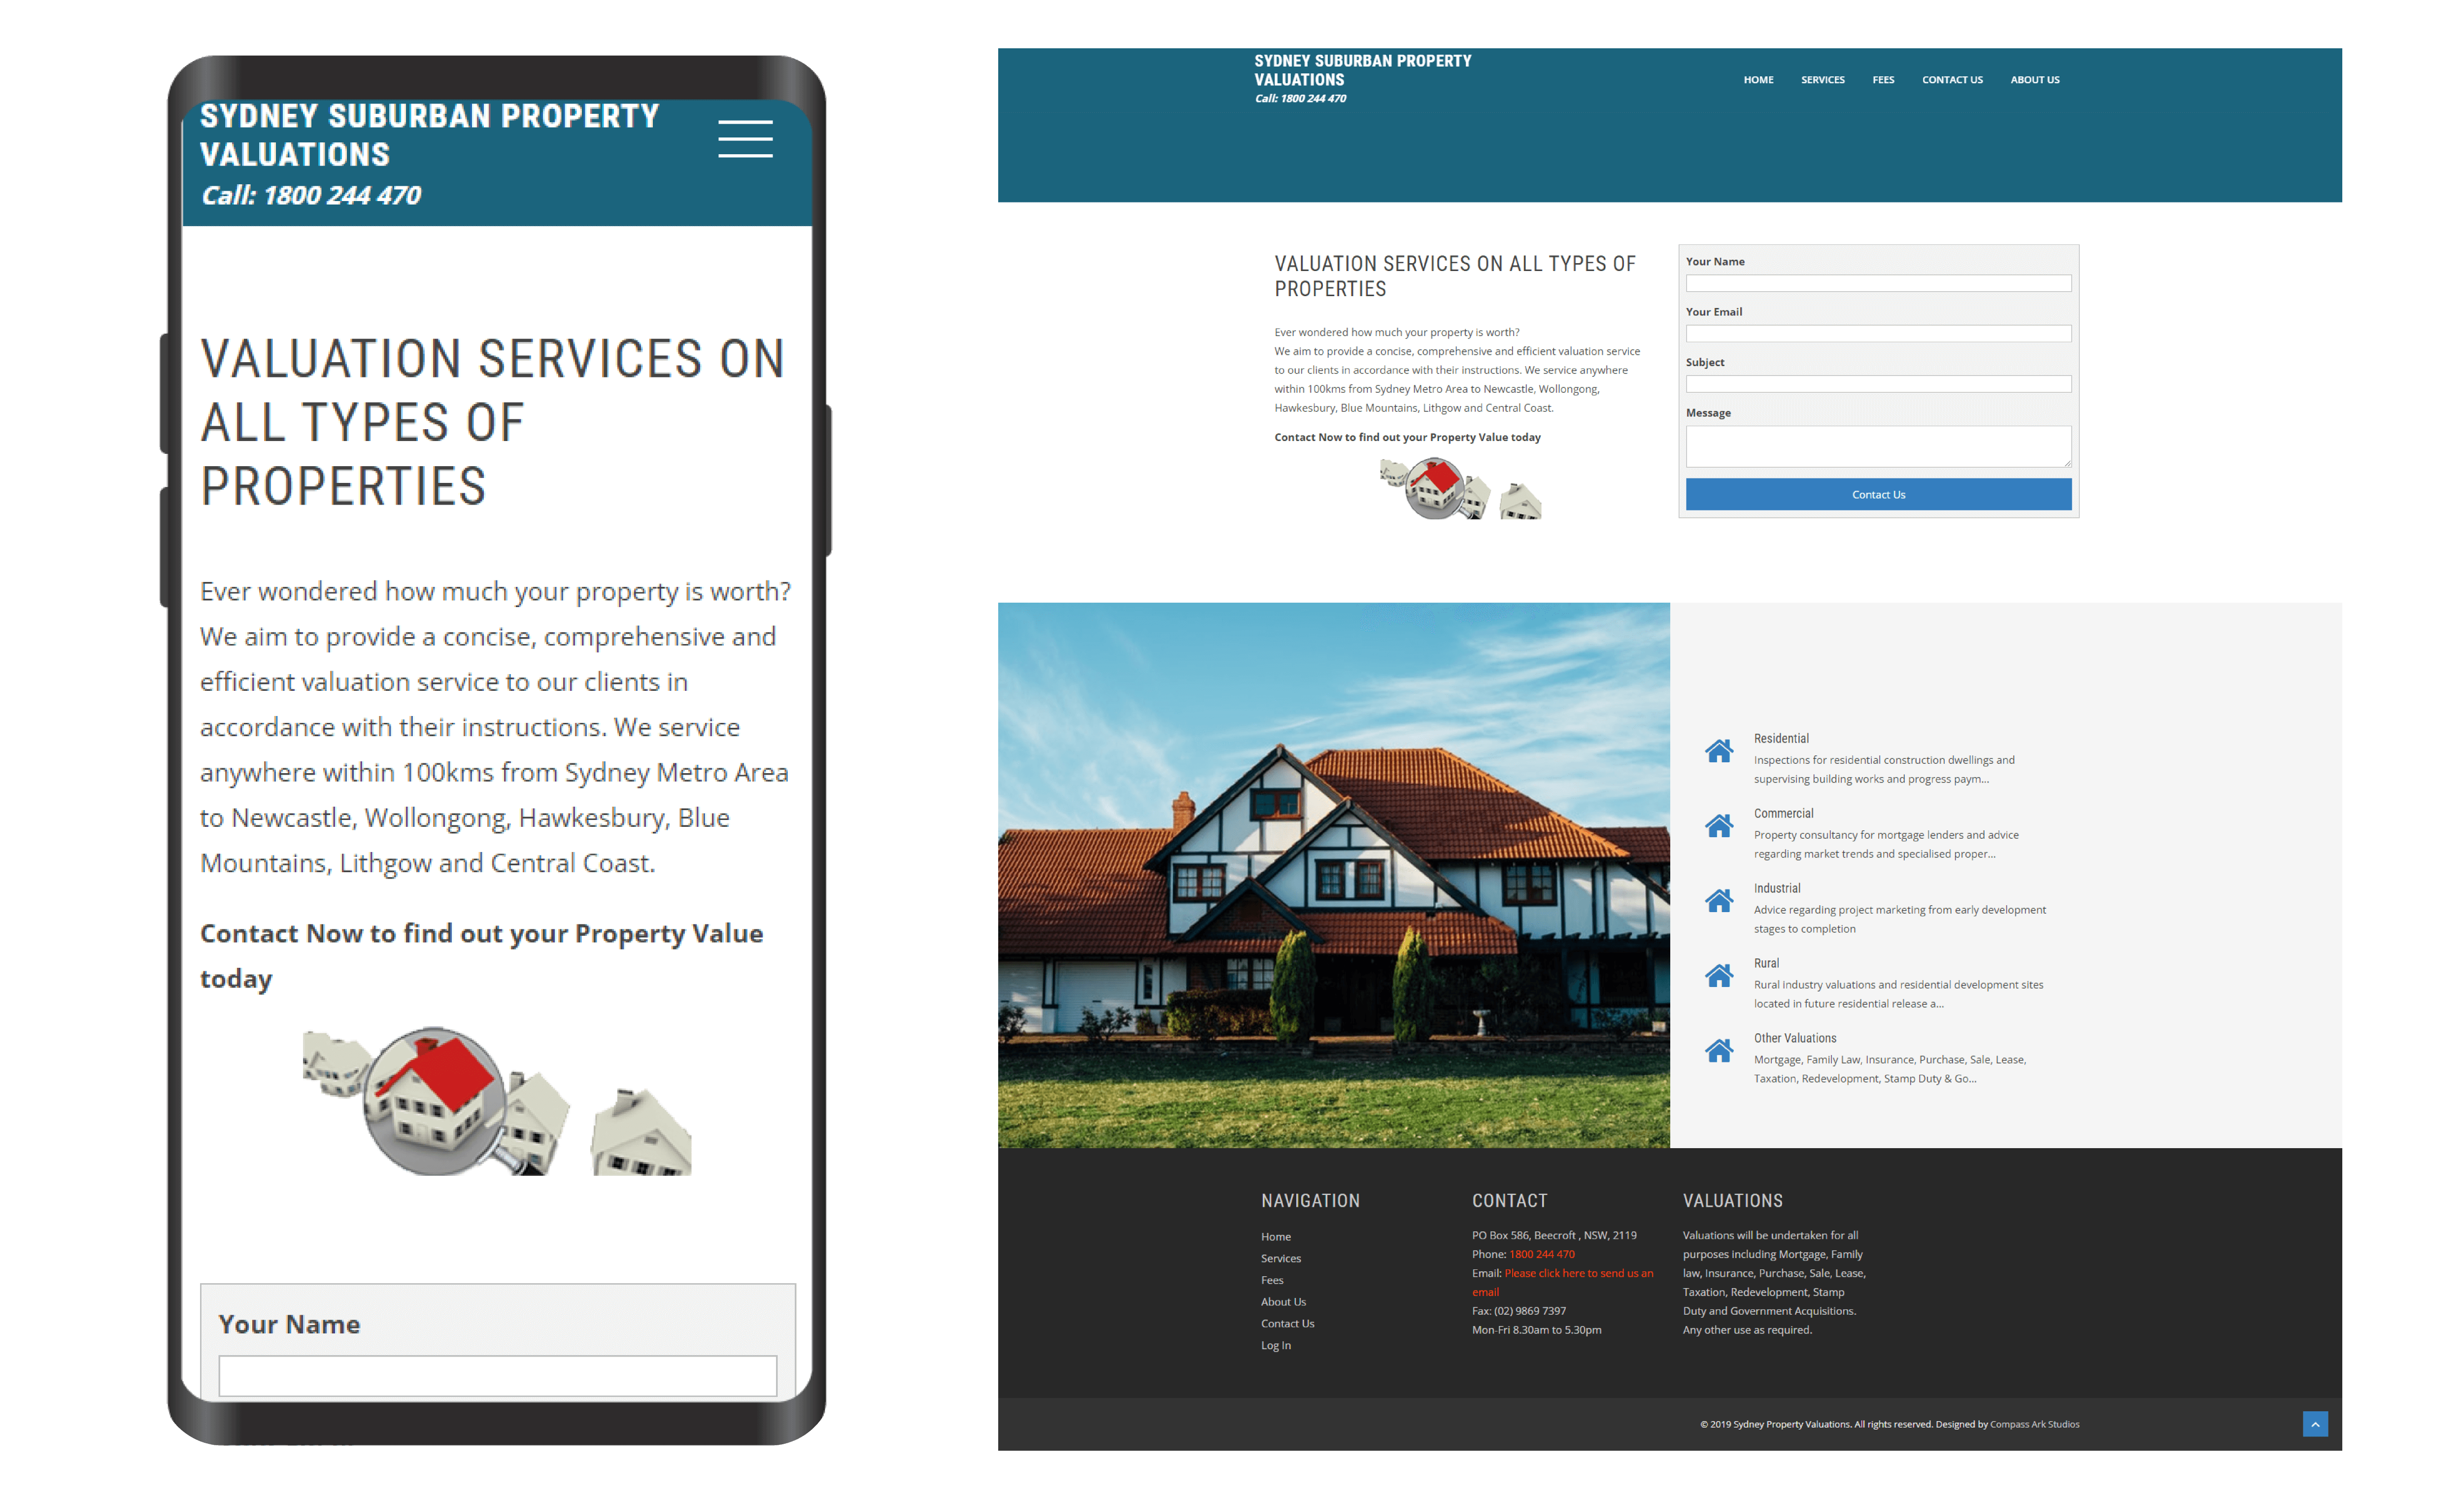 SYDNEY SUBURBAN PROPERTY
VALUATIONS
Call: 1800 244 470
VALUATION SERVICES ON
ALL TYPES OF
PROPERTIES
Ever wondered how much your property is worth?
We aim to provide a concise, comprehensive and
efficient valuation service to our clients in
accordance with their instructions. We service
anywhere within 100kms from Sydney Metro Area
to Newcastle, Wollongong, Hawkesbury, Blue
Mountains, Lithgow and Central Coast.
Contact Now to find out your Property Value
today
Your Name
SYDNEY SUBURBAN PROPERTY
VALUATIONS
Call: 1800 244 470
HOME SERVICES FEES CONTACT US ABOUT US
VALUATION SERVICES ON ALL TYPES OF
PROPERTIES
Ever wondered how much your property is worth?
We aim to provide a concise, comprehensive and efficient valuation service
to our clients in accordance with their instructions. We service anywhere
within 100kms from Sydney Metro Area to Newcastle, Wollongong,
Hawkesbury, Blue Mountains, Lithgow and Central Coast.
Contact Now to find out your Property Value today
Your Name
Your Email
Subject
Message
Contact Us
Residential
Inspections for residential construction dwellings and
supervising building works and progress paym...
Commercial
Property consultancy for mortgage lenders and advice
regarding market trends and specialised proper...
Industrial
Advice regarding project marketing from early development
stages to completion
Rural
Rural industry valuations and residential development sites
located in future residential release a...
Other Valuations
Mortgage, Family Law, Insurance, Purchase, Sale, Lease,
Taxation, Redevelopment, Stamp Duty & Go...
NAVIGATION
Home
Services
Fees
About Us
Contact Us
Log In
CONTACT
PO Box 586, Beecroft , NSW, 2119
Phone: 1800 244 470
Email: Please click here to send us an
email
Fax: (02) 9869 7397
Mon-Fri 8.30am to 5.30pm
VALUATIONS
Valuations will be undertaken for all
purposes including Mortgage, Family
law, Insurance, Purchase, Sale, Lease,
Taxation, Redevelopment, Stamp
Duty and Government Acquisitions.
Any other use as required.
© 2019 Sydney Property Valuations. All rights reserved. Designed by Compass Ark Studios